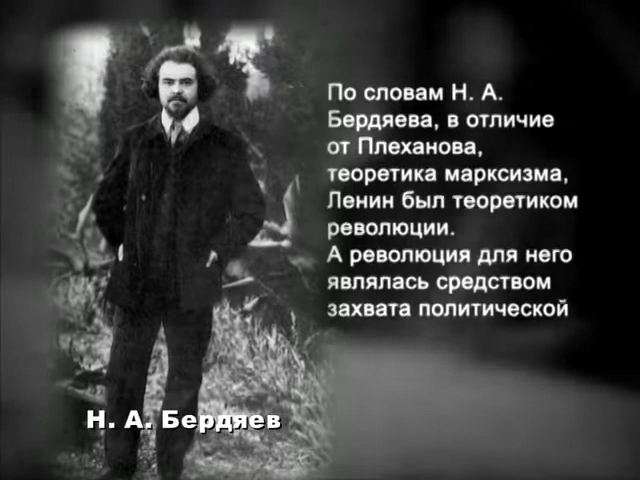 По словам Н. А.
Бердяева, в отличие
от Плеханова,
теоретика марксизма,
Ленин был теоретиком
революции.
А революция для него
являлась средством
захвата политической
Н. А. Бердяев